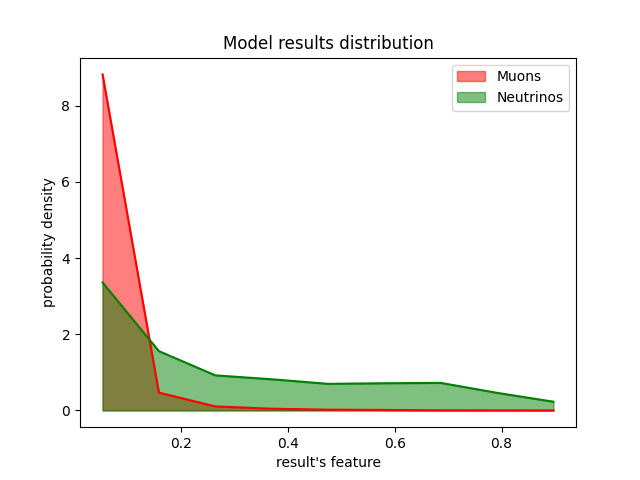 Model results distribution
Muons
Neutrinos
8
6
4
2
0
probability density
0.2 0.4 0.6 0.8
result's feature